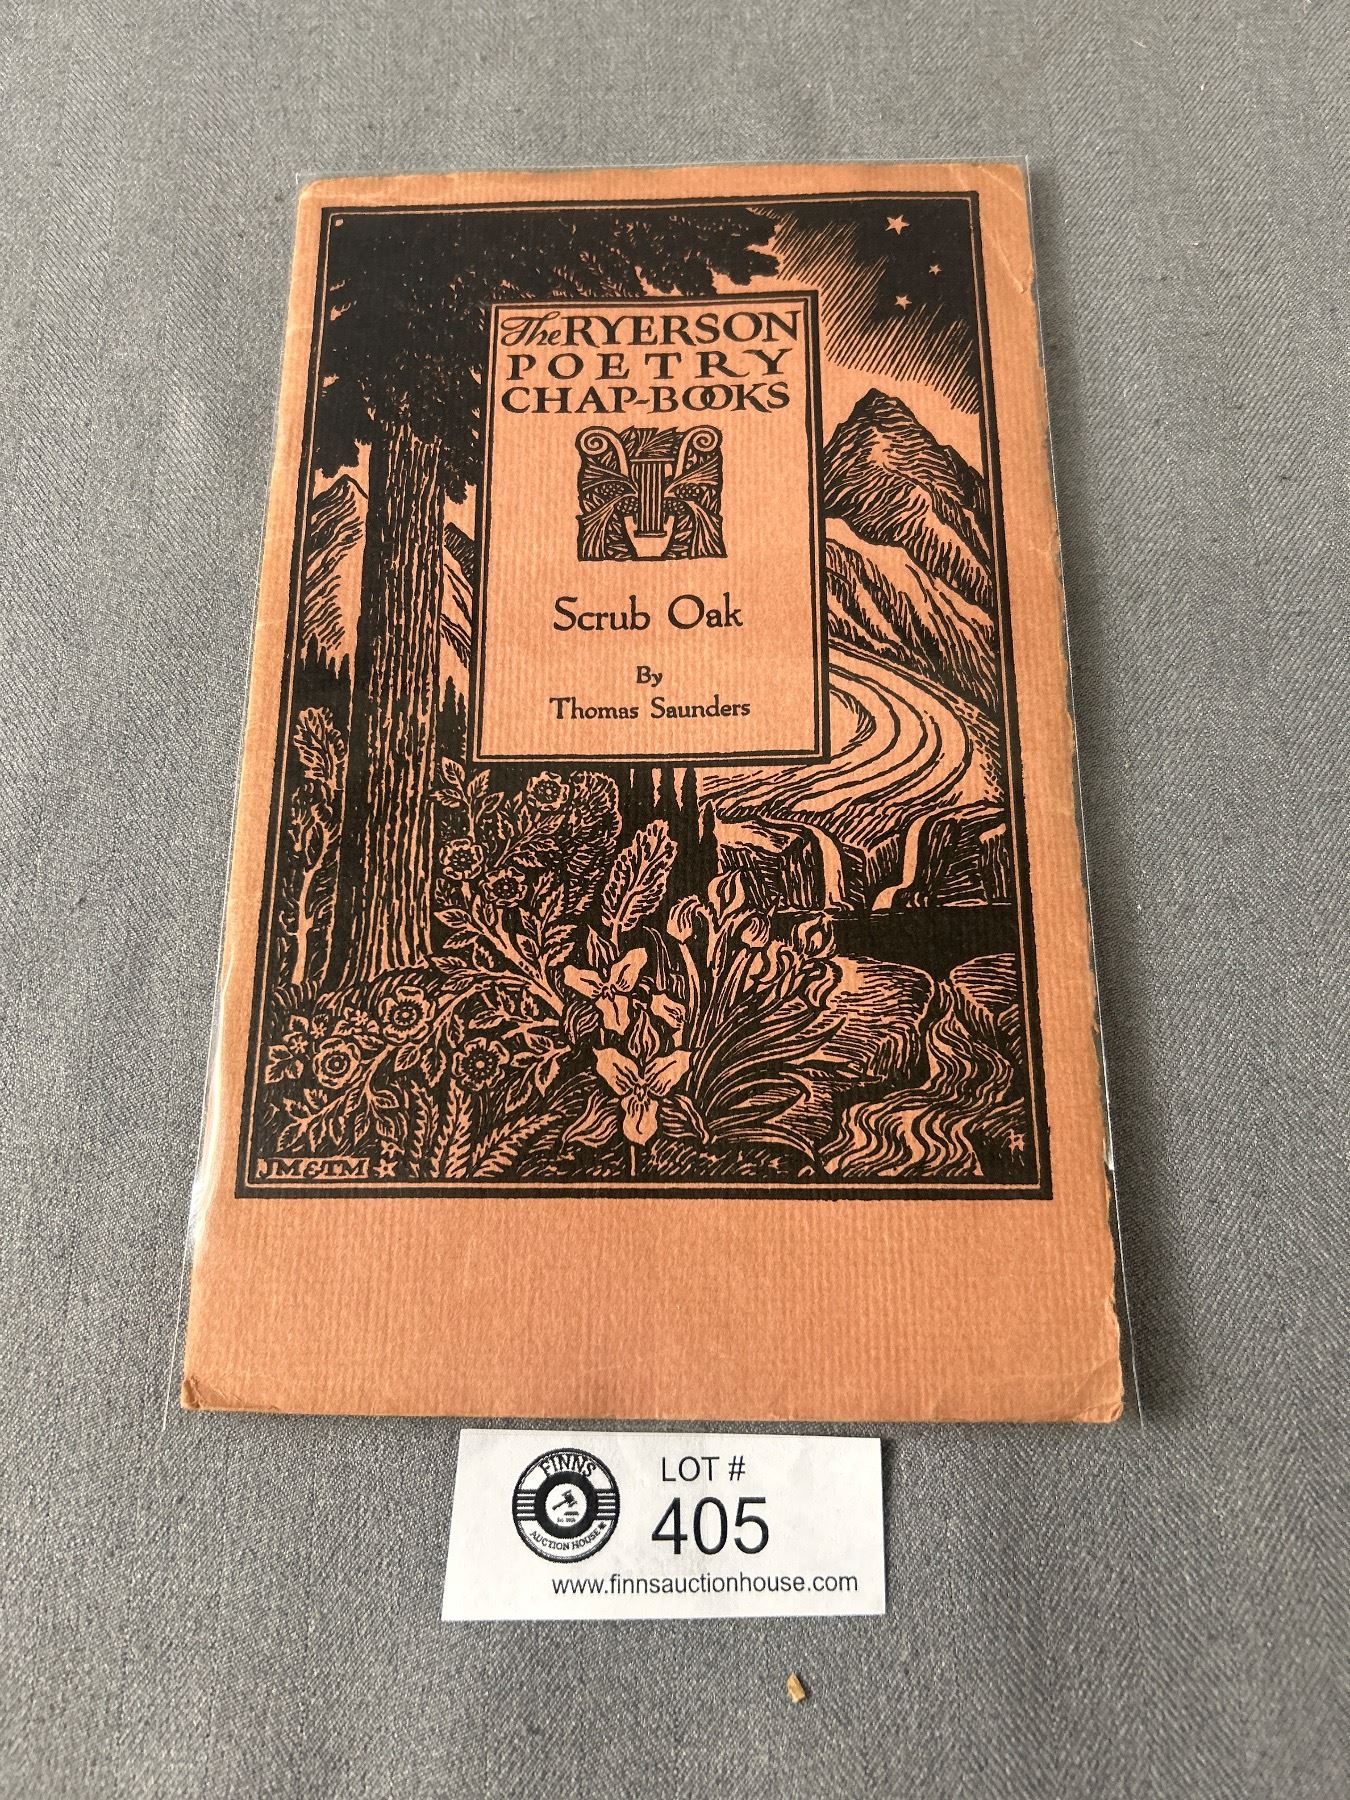 The RYERSON
POETRY
CHAP-BOOKS
Scrub Oak
By
Thomas Saunders
JM&TM
FINNS
AUCTION HOUSE
LOT #
405
www.finnsauctionhouse.com